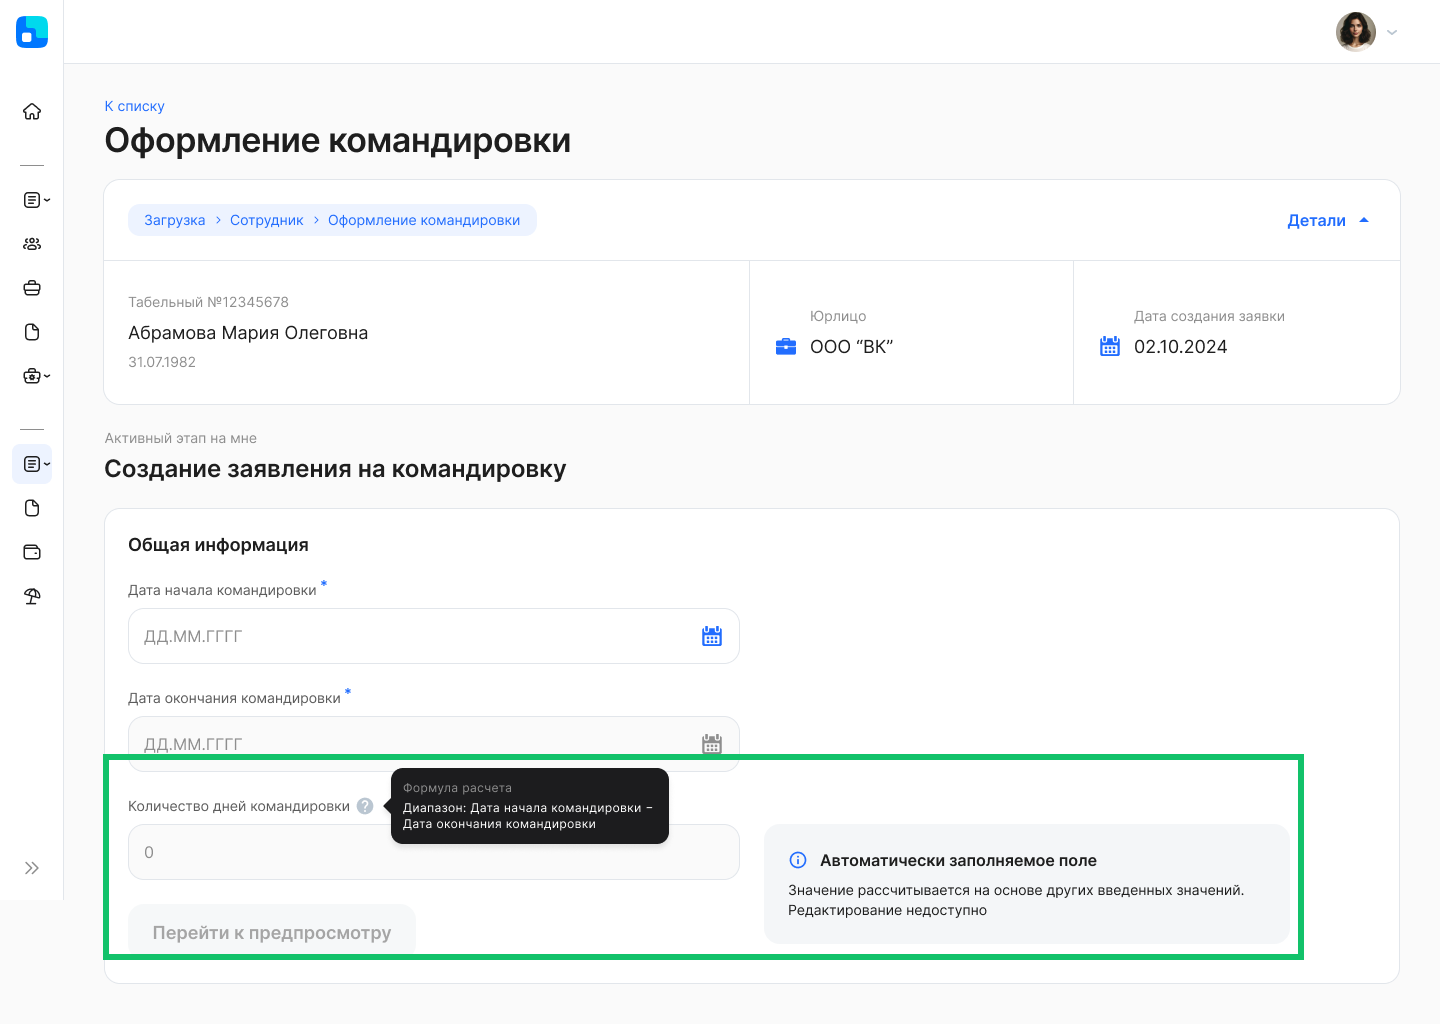 К списку
Оформление командировки
Загрузка > Сотрудник > Оформление командировки
Детали
Табельный №12345678
Абрамова Мария Олеговна
31.07.1982
Юрлицо
ООО “ВК”
Дата создания заявки
02.10.2024
Активный этап на мне
Создание заявления на командировку
Общая информация
Дата начала командировки *
ДД.ММ.ГГГГ
Дата окончания командировки *
ДД.ММ.ГГГГ
Количество дней командировки ?
Формула расчета
Диапазон: Дата начала командировки –
Дата окончания командировки
0
Автоматически заполняемое поле
Значение рассчитывается на основе других введенных значений.
Редактирование недоступно
Перейти к предпросмотру